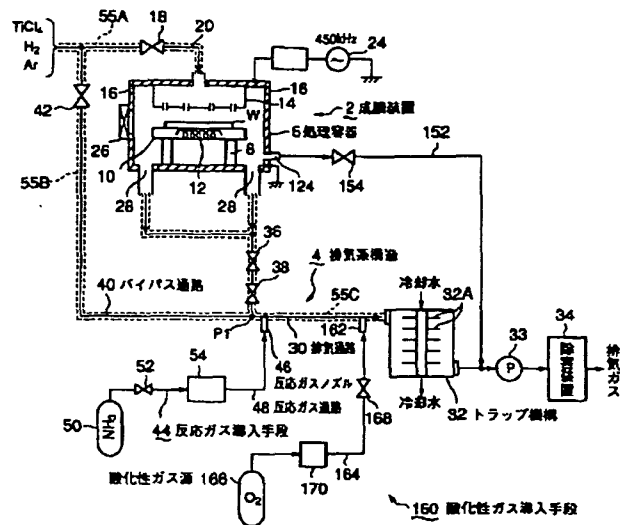 TiCl₄
H₂
Ar
55A
18
20
450kHz
24
16
16
14
42
W
2 成膜装置
6 処理容器
26
8
10
12
124
152
154
55B
28
28
36
4 排気系構造
38
冷却水
32A
55C
34
40 バイパス通路
162
33
P1
30 排気通路
46
P
除害装置
排気ガス
52
54
反応ガスノズル
168
冷却水
32 トラップ機構
48 反応ガス通路
50
NH₃
44 反応ガス導入手段
170
164
酸化性ガス源 166
O₂
160 酸化性ガス導入手段